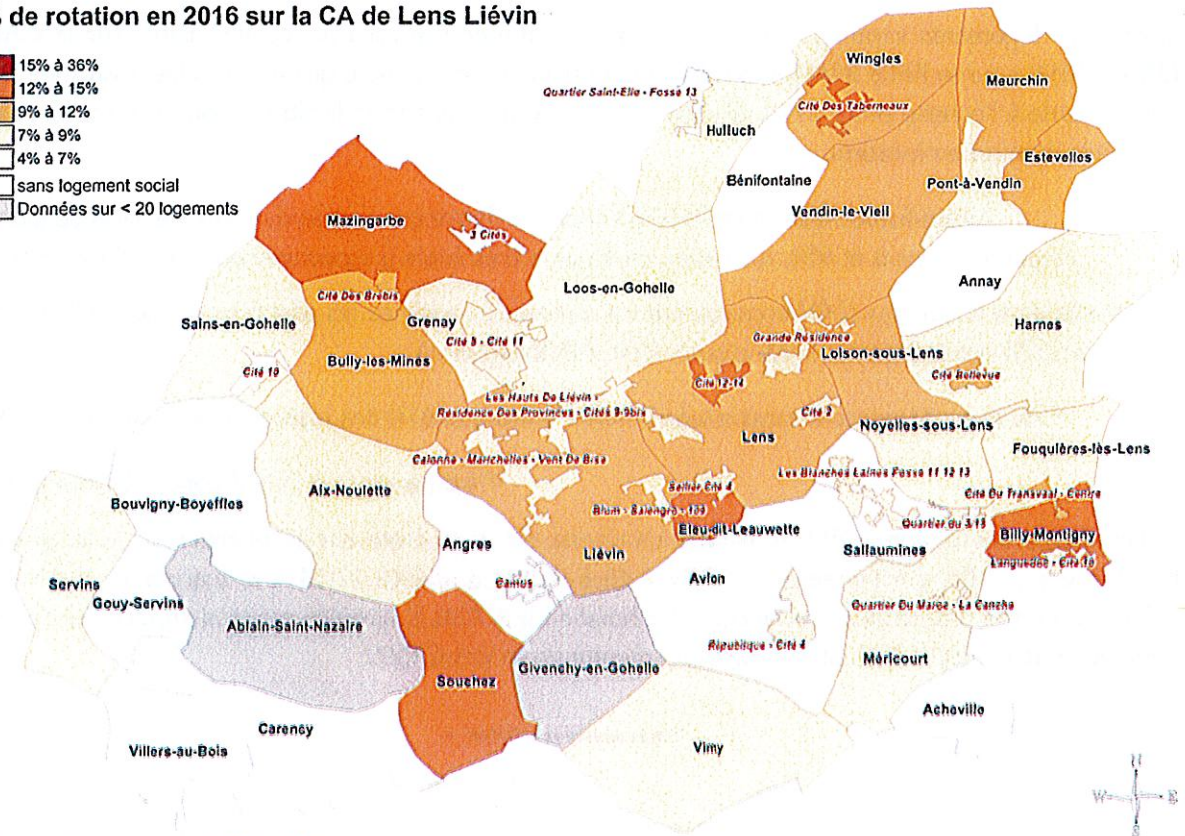 de rotation en 2016 sur la CA de Lens Liévin
15% à 36%
12% à 15%
9% à 12%
7% à 9%
4% à 7%
sans logement social
Données sur < 20 logements
Wingles
Meurchin
Quartier Saint-Elie - Fosse 13
Cité Des Taberneaux
Hulluch
Estevelles
Bénifontaine
Pont-à-Vendin
Vendin-le-Vieil
Mazingarbe
3 Cités
Annay
Loos-en-Gohelle
Cité Des Brebis
Sains-en-Gohelle
Grenay
Harnes
Cité 5 - Cité 11
Grande Résidence
Loison-sous-Lens
Bully-les-Mines
Cité 10
Cité Bellevue
Cité 12-14
Les Hauts De Liévin -
Résidence Des Provinces - Cités 9-9bis
Cité 2
Lens
Noyelles-sous-Lens
Fouquières-lès-Lens
Calonne - Marichelles - Vent De Bise
Les Blanches Laines Fosse 11 12 13
Aix-Noulette
Sellier Cité 4
Cité Du Transvaal - Centre
Bouvigny-Boyeffles
Blum - Salengro - 109
Eleu-dit-Leauwette
Quartier du 3/15
Billy-Montigny
Angres
Liévin
Sallaumines
Languedoc - Cité 10
Servins
Gouy-Servins
Avion
Quartier Du Maroc - La Canche
Ablain-Saint-Nazaire
République - Cité 4
Givenchy-en-Gohelle
Méricourt
Souchez
Acheville
Carency
Villers-au-Bois
Vimy
N
W
E
S